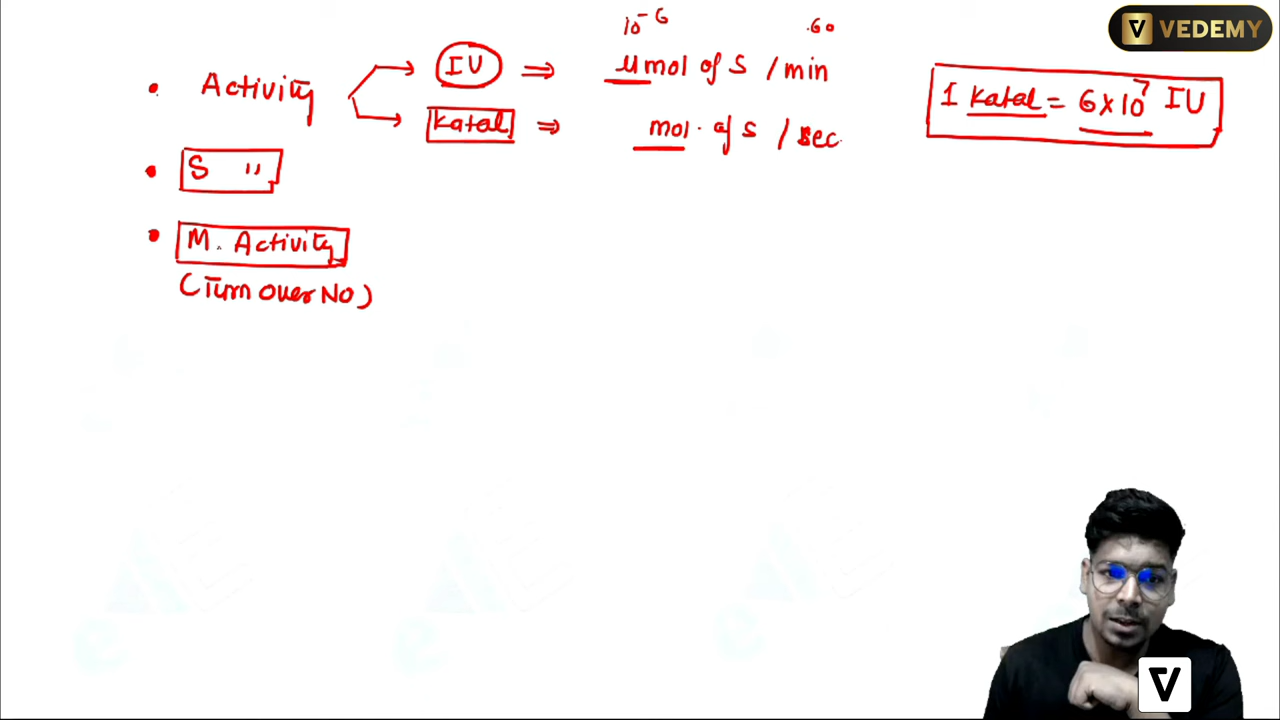 VEDEMY
10⁻⁶ 60
• Activity → IU ⇒ μmol of S / min
→ Katal ⇒ mol. of S / sec
1 Katal = 6×10⁷ IU
• S "
• M. Activity
(Turn Over No)